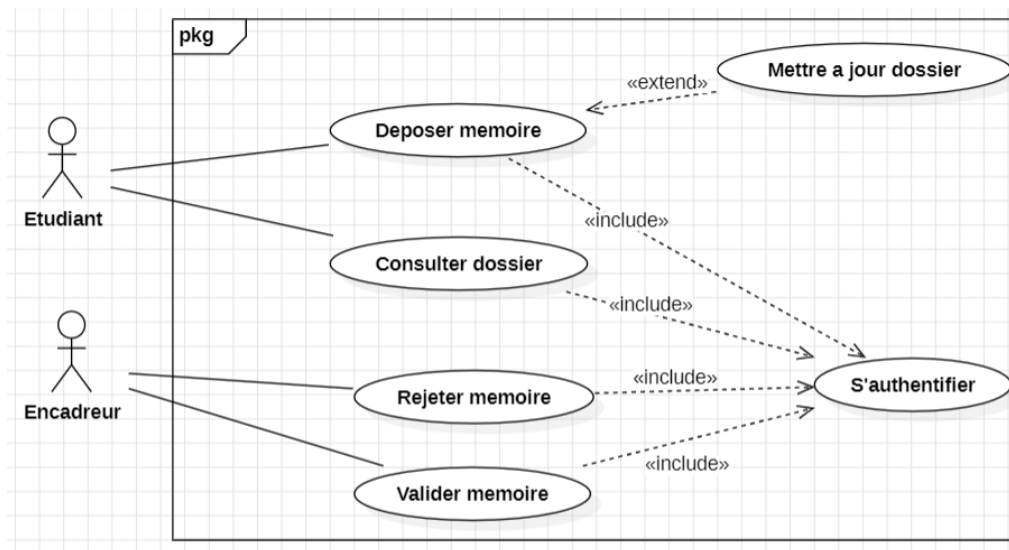 pkg
Mettre a jour dossier
«extend»
Deposer memoire
Etudiant
«include»
Consulter dossier
«include»
Encadreur
«include»
S'authentifier
Rejeter memoire
«include»
Valider memoire